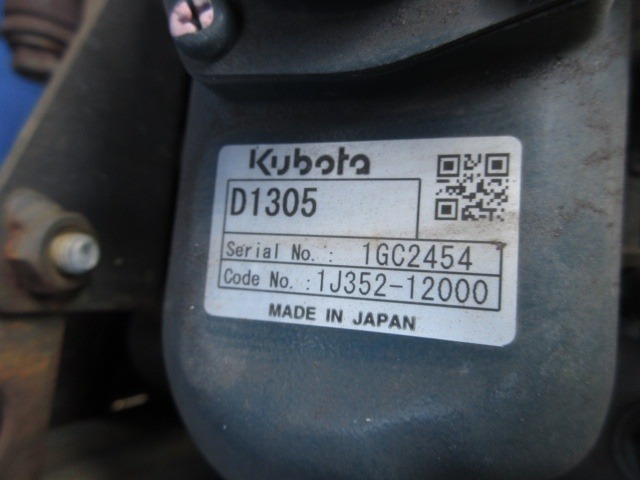 Kubota
D1305
Serial No. : 1GC2454
Code No. : 1J352-12000
MADE IN JAPAN